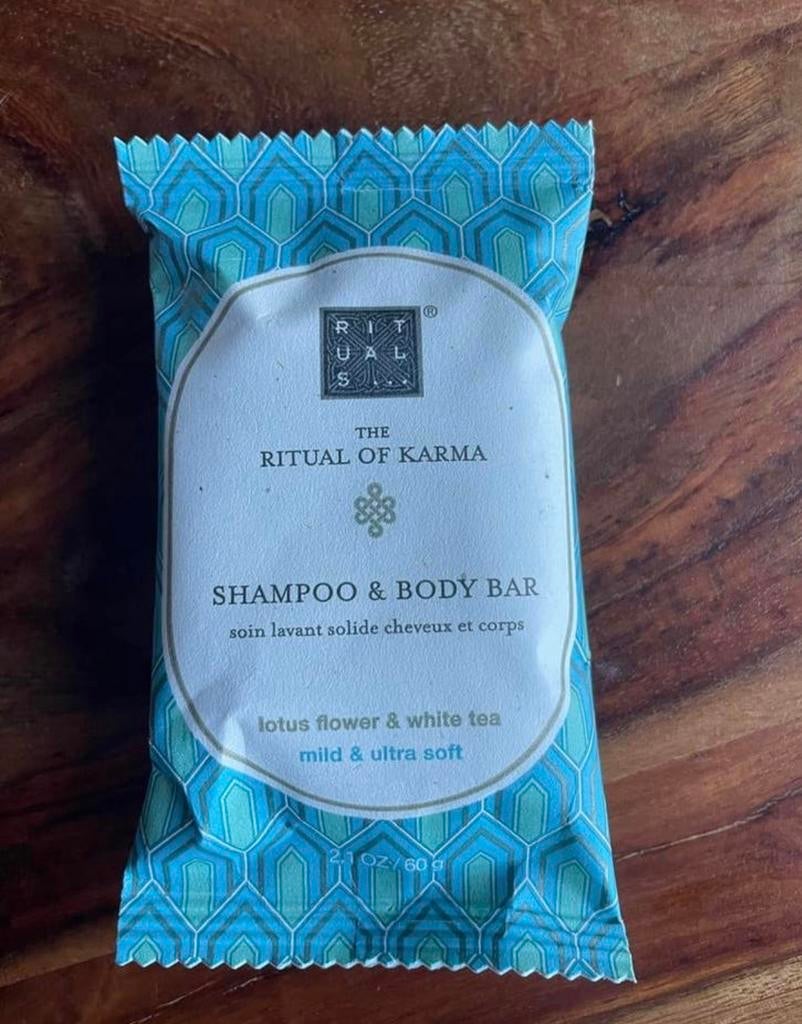 RIT
UAL
S...
®
THE
RITUAL OF KARMA
SHAMPOO & BODY BAR
soin lavant solide cheveux et corps
lotus flower & white tea
mild & ultra soft
2.1 OZ / 60 g